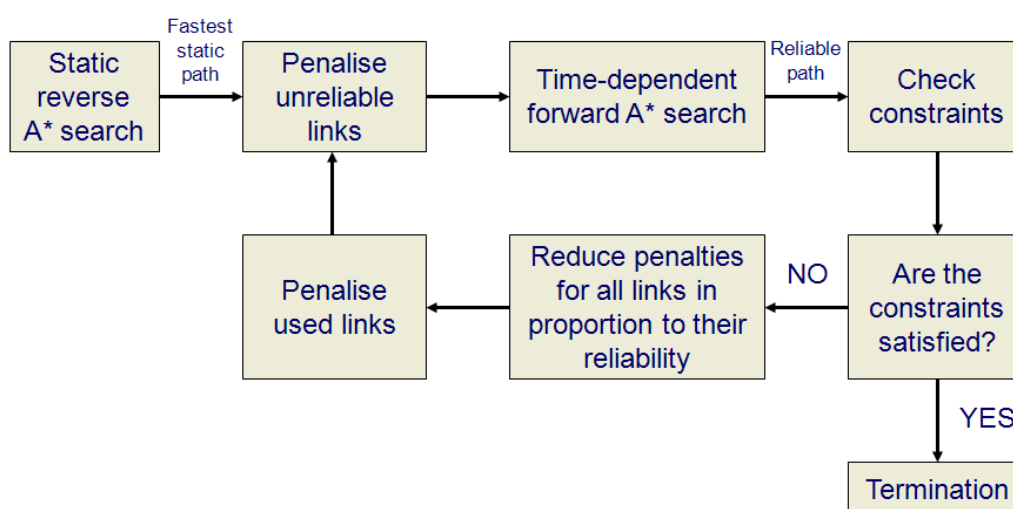 Static
reverse
A* search
Fastest
static
path
Penalise
unreliable
links
Time-dependent
forward A* search
Reliable
path
Check
constraints
Are the
constraints
satisfied?
NO
Reduce penalties
for all links in
proportion to their
reliability
Penalise
used links
YES
Termination